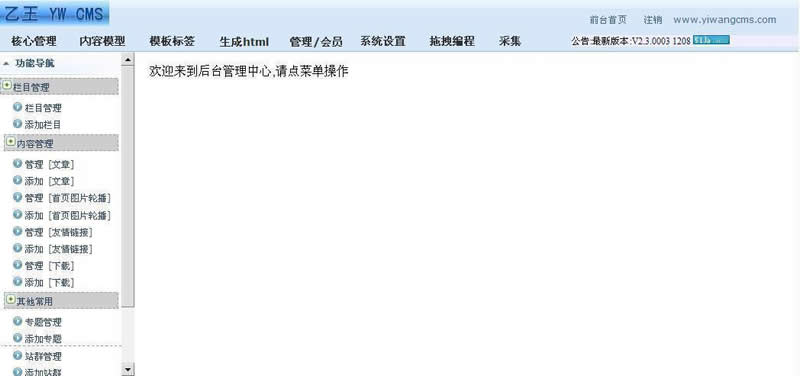 乙王 YW CMS
前台首页 注销 www.yiwangcms.com
核心管理 内容模型 模板标签 生成html 管理/会员 系统设置 拖拽编程 采集 公告:最新版本:V2.3.0003 1208
功能导航
欢迎来到后台管理中心,请点菜单操作
栏目管理
栏目管理
添加栏目
内容管理
管理 [文章]
添加 [文章]
管理 [首页图片轮播]
添加 [首页图片轮播]
管理 [友情链接]
添加 [友情链接]
管理 [下载]
添加 [下载]
其他常用
专题管理
添加专题
站群管理
添加站群